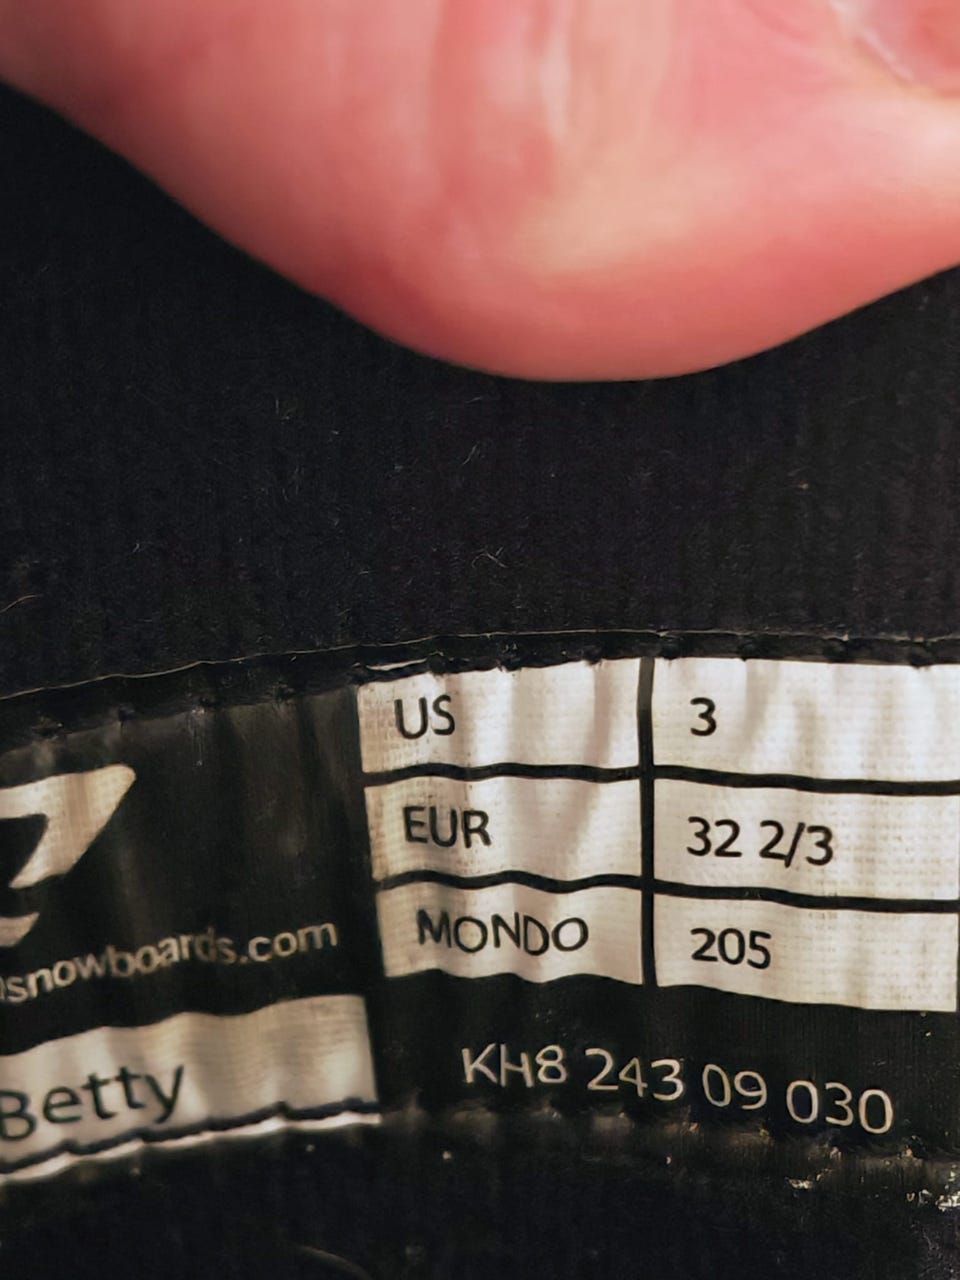 US 3
EUR 32 2/3
MONDO 205
snowboards.com
Betty
KH8 243 09 030